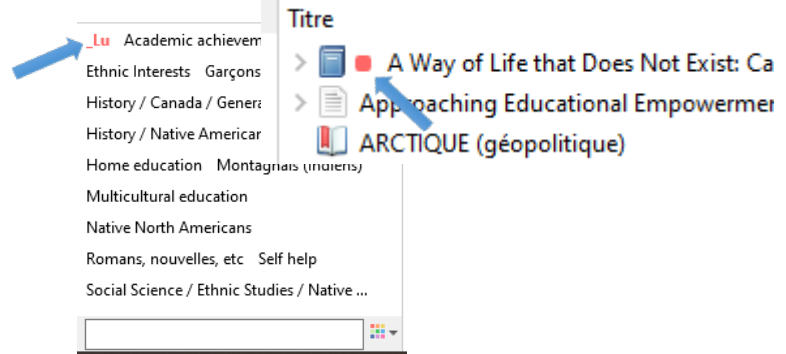 _Lu Academic achievem
Ethnic Interests Garçons
History / Canada / Genera
History / Native American
Home education Montagnais (Indiens)
Multicultural education
Native North Americans
Romans, nouvelles, etc Self help
Social Science / Ethnic Studies / Native ...
Titre
A Way of Life that Does Not Exist: Ca
Approaching Educational Empowermen
ARCTIQUE (géopolitique)